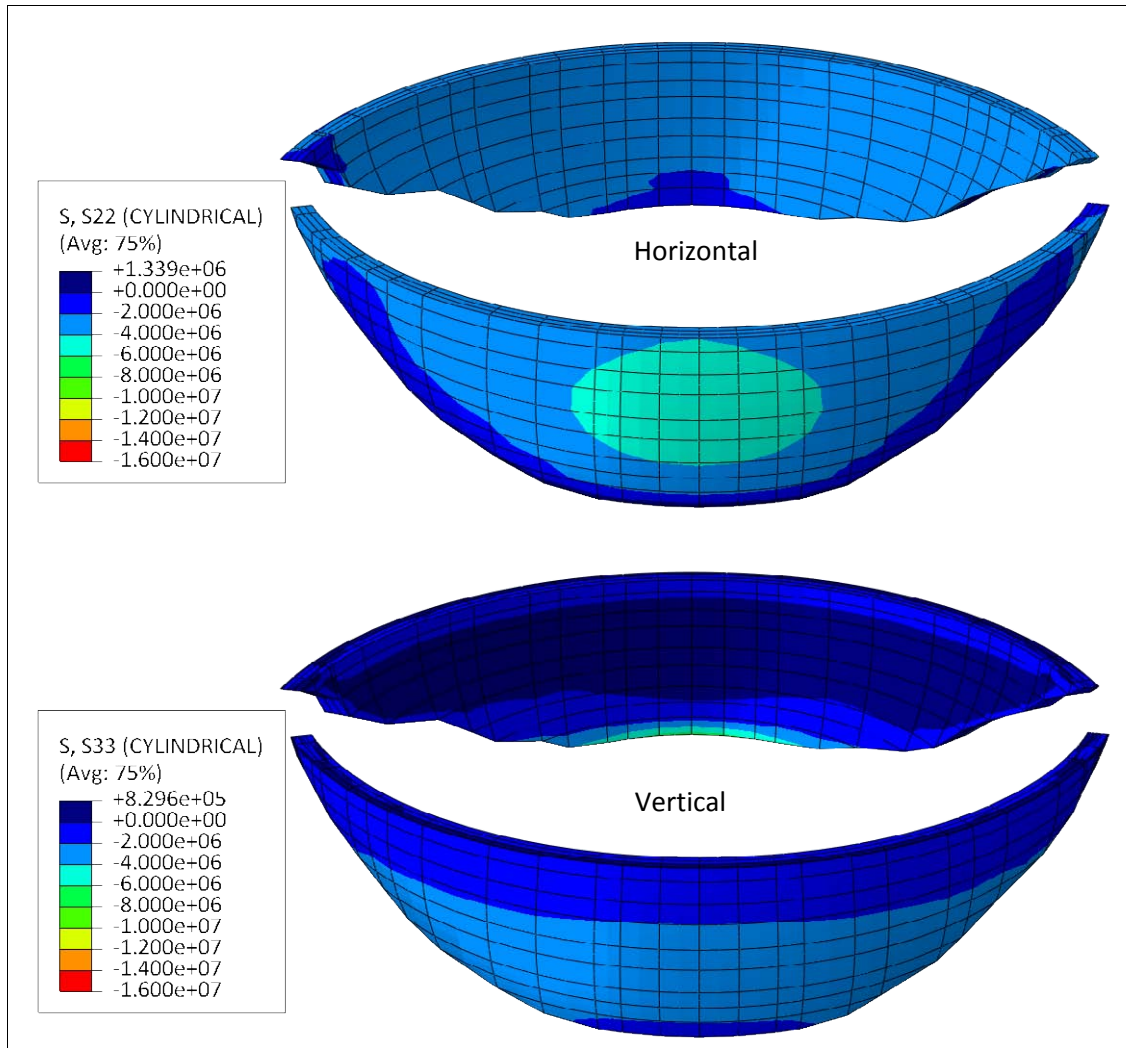 Horizontal
S, S22 (CYLINDRICAL)
(Avg: 75%)
+1.339e+06
+0.000e+00
-2.000e+06
-4.000e+06
-6.000e+06
-8.000e+06
-1.000e+07
-1.200e+07
-1.400e+07
-1.600e+07
Vertical
S, S33 (CYLINDRICAL)
(Avg: 75%)
+8.296e+05
+0.000e+00
-2.000e+06
-4.000e+06
-6.000e+06
-8.000e+06
-1.000e+07
-1.200e+07
-1.400e+07
-1.600e+07